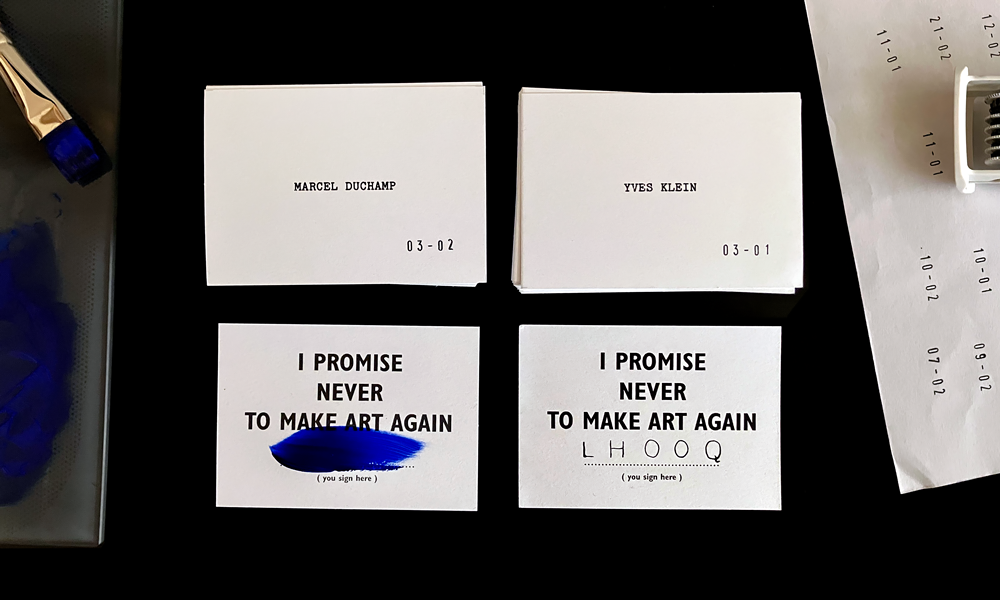 MARCEL DUCHAMP
03-02
YVES KLEIN
03-01
I PROMISE
NEVER
TO MAKE ART AGAIN
( you sign here )
I PROMISE
NEVER
TO MAKE ART AGAIN
L H O O Q
( you sign here )
11-01
21-02
12-02
11-01
10-02
10-01
07-02
09-02